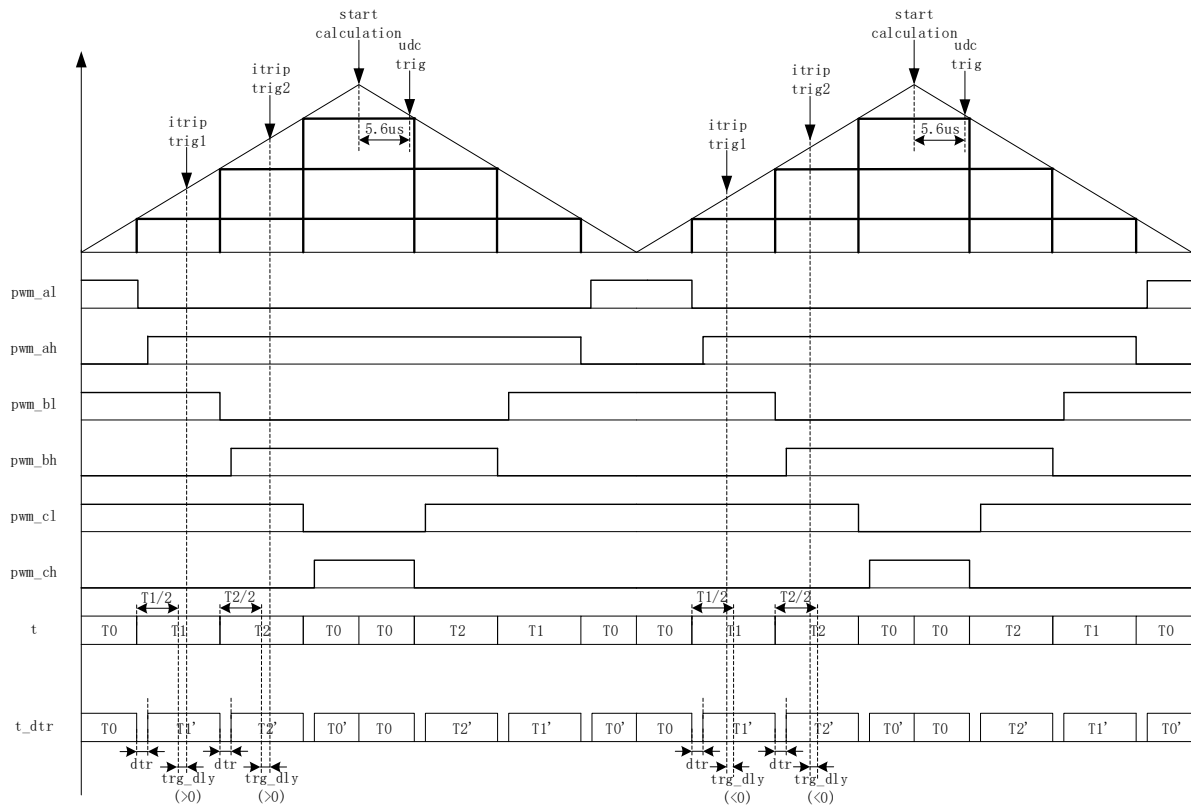 start
calculation
udc
trig
itrip
trig2
itrip
trig1
5.6us
start
calculation
udc
trig
itrip
trig2
itrip
trig1
5.6us
pwm_al
pwm_ah
pwm_bl
pwm_bh
pwm_cl
pwm_ch
T1/2 T2/2 T1/2 T2/2
t T0 T1 T2 T0 T0 T2 T1 T0 T0 T1 T2 T0 T0 T2 T1 T0
t_dtr T0 T1' T2' T0' T0 T2' T1' T0' T0 T1' T2' T0' T0 T2' T1' T0'
dtr dtr dtr dtr
trg_dly trg_dly trg_dly trg_dly
(>0) (>0) (<0) (<0)